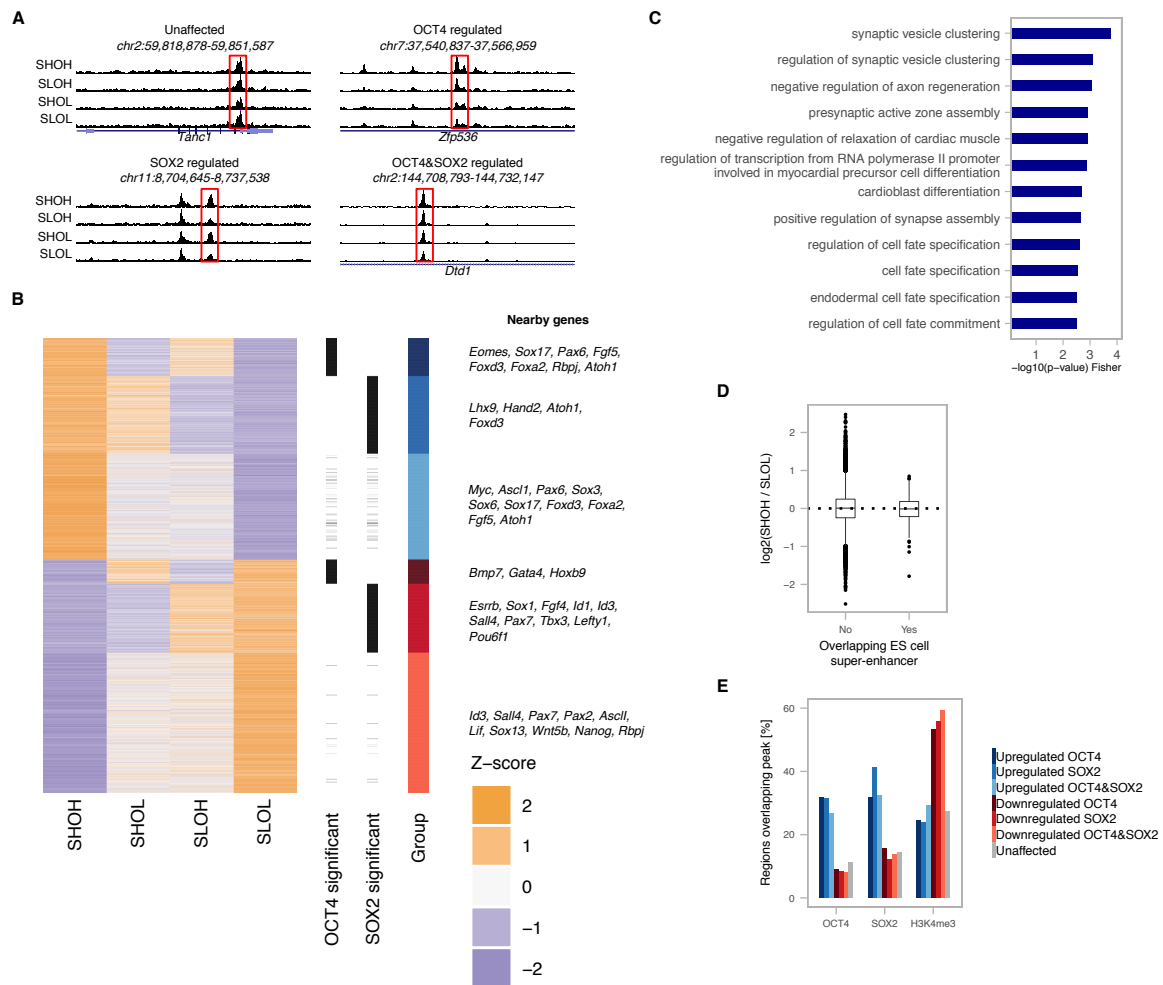 A
Unaffected
chr2:59,818,878-59,851,587
OCT4 regulated
chr7:37,540,837-37,566,959
SHOH
SLOH
SHOL
SLOL
Tanc1
Zfp536
SOX2 regulated
chr11:8,704,645-8,737,538
OCT4&SOX2 regulated
chr2:144,708,793-144,732,147
SHOH
SLOH
SHOL
SLOL
Dtd1
B
Nearby genes
Eomes, Sox17, Pax6, Fgf5,
Foxd3, Foxa2, Rbpj, Atoh1
Lhx9, Hand2, Atoh1,
Foxd3
Myc, Ascl1, Pax6, Sox3,
Sox6, Sox17, Foxd3, Foxa2,
Fgf5, Atoh1
Bmp7, Gata4, Hoxb9
Esrrb, Sox1, Fgf4, Id1, Id3,
Sall4, Pax7, Tbx3, Lefty1,
Pou6f1
Id3, Sall4, Pax7, Pax2, Ascll,
Lif, Sox13, Wnt5b, Nanog, Rbpj
SHOH
SHOL
SLOH
SLOL
OCT4 significant
SOX2 significant
Group
Z−score
2
1
0
−1
−2
C
synaptic vesicle clustering
regulation of synaptic vesicle clustering
negative regulation of axon regeneration
presynaptic active zone assembly
negative regulation of relaxation of cardiac muscle
regulation of transcription from RNA polymerase II promoter
involved in myocardial precursor cell differentiation
cardioblast differentiation
positive regulation of synapse assembly
regulation of cell fate specification
cell fate specification
endodermal cell fate specification
regulation of cell fate commitment
1 2 3 4
−log10(p−value) Fisher
D
log2(SHOH / SLOL)
2
1
0
−1
−2
No Yes
Overlapping ES cell
super-enhancer
E
Regions overlapping peak [%]
60
40
20
0
OCT4 SOX2 H3K4me3
Upregulated OCT4
Upregulated SOX2
Upregulated OCT4&SOX2
Downregulated OCT4
Downregulated SOX2
Downregulated OCT4&SOX2
Unaffected